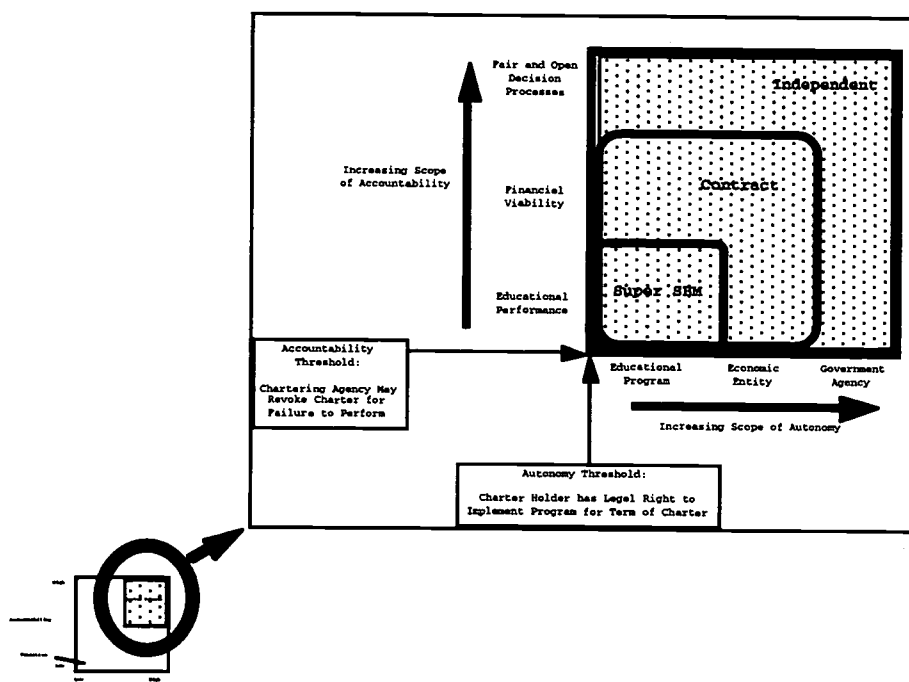 Fair and Open
Decision
Processes
Independent
Increasing Scope
of Accountability
Financial
Viability
Contract
Educational
Performance
Super SBM
Accountability
Threshold:
Chartering Agency May
Revoke Charter for
Failure to Perform
Educational
Program
Economic
Entity
Government
Agency
Increasing Scope of Autonomy
Autonomy Threshold:
Charter Holder has Legel Right to
Implement Program for Term of Charter